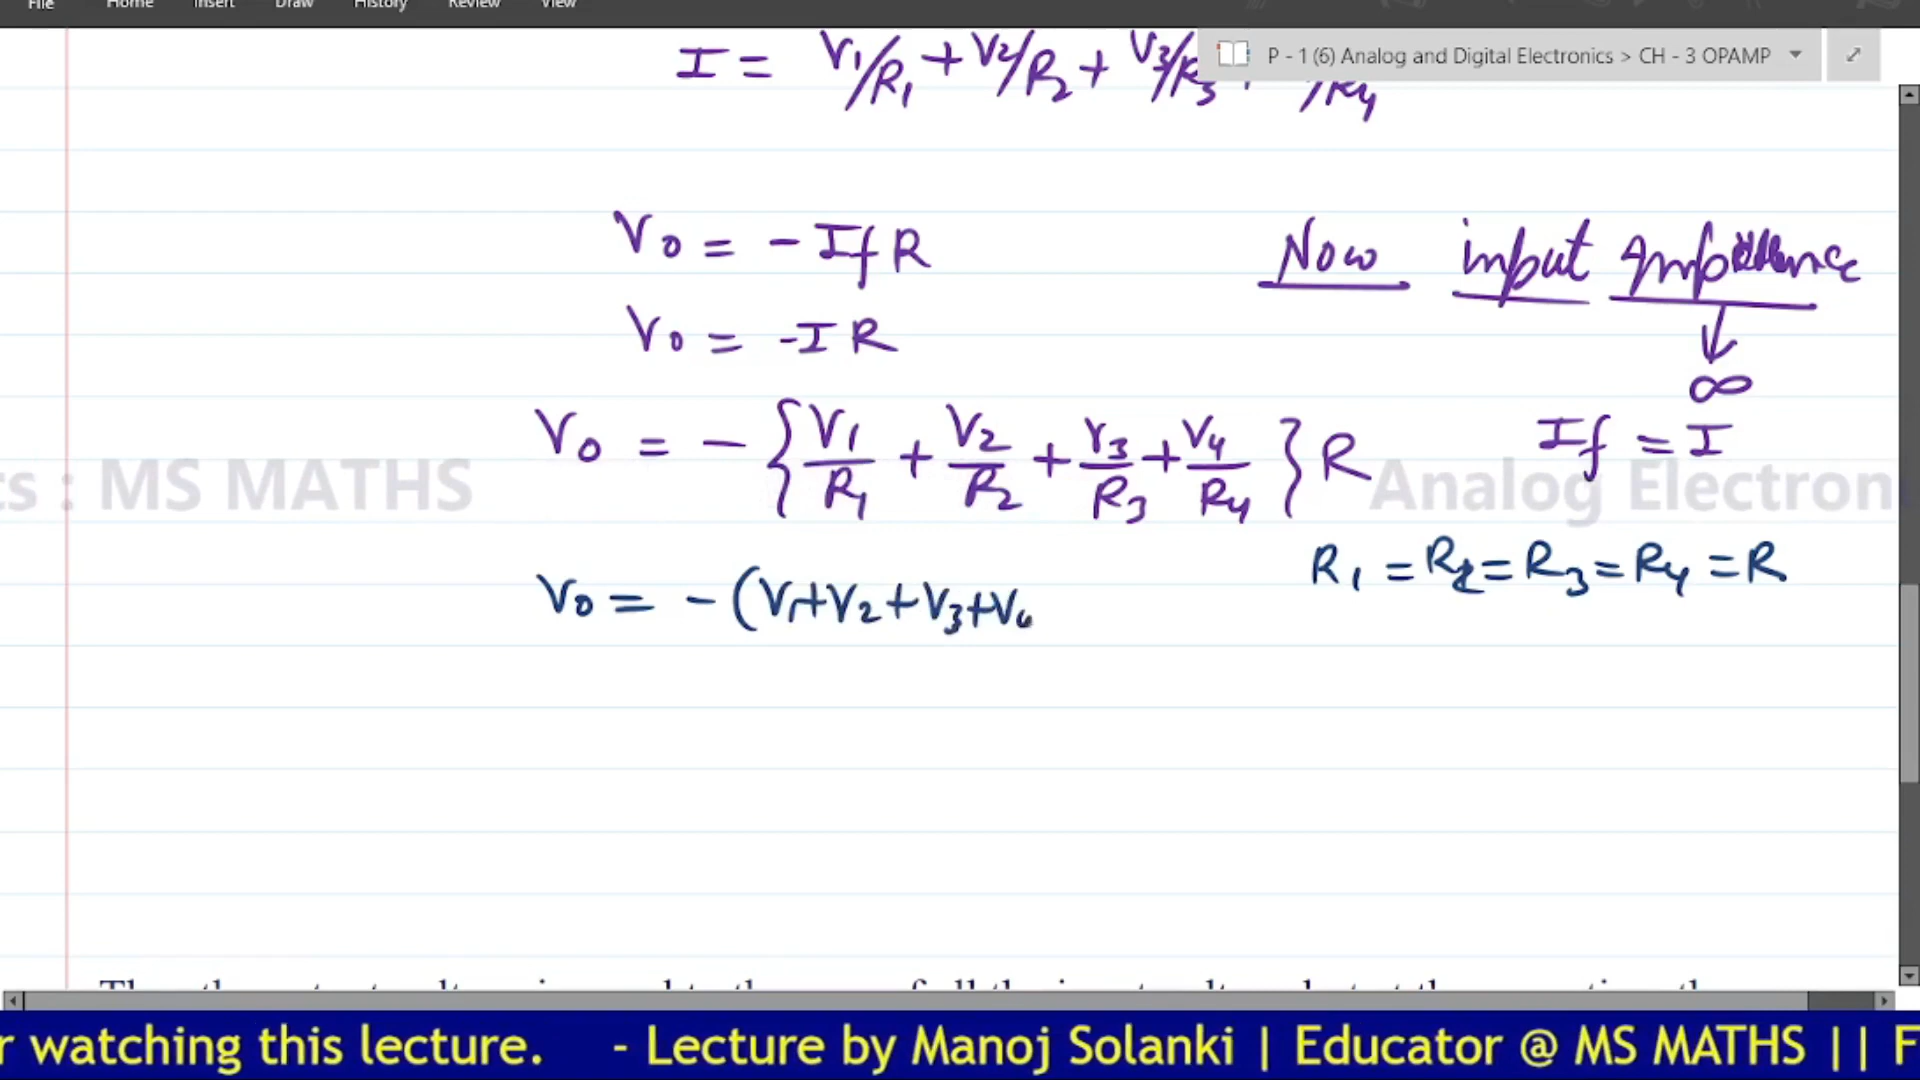 File Home Insert Draw History Review View
P - 1 (6) Analog and Digital Electronics > CH - 3 OPAMP
I = V1/R1 + V2/R2 + V3/R3 /R4
V0 = - If R
Now input
V0 = -I R
∞
V0 = - { V1/R1 + V2/R2 + V3/R3 + V4/R4 } R
If = I
ts : MS MATHS
Analog Electron
R1 = R2 = R3 = R4 = R
V0 = - (V1+V2+V3+V4
r watching this lecture. - Lecture by Manoj Solanki | Educator @ MS MATHS || F